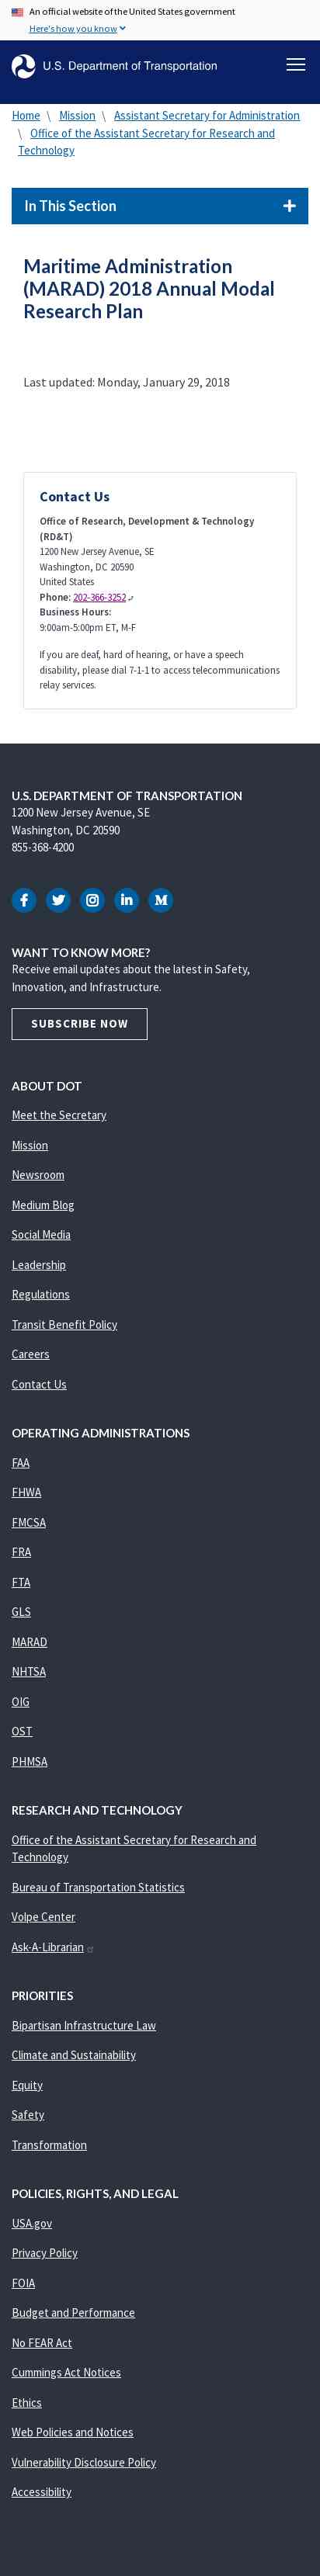 An official website of the United States government
Here's how you know
U.S. Department of Transportation
Home \ Mission \ Assistant Secretary for Administration
\ Office of the Assistant Secretary for Research and
Technology
In This Section
Maritime Administration
(MARAD) 2018 Annual Modal
Research Plan
Last updated: Monday, January 29, 2018
Contact Us
Office of Research, Development & Technology
(RD&T)
1200 New Jersey Avenue, SE
Washington, DC 20590
United States
Phone: 202-366-3252
Business Hours:
9:00am-5:00pm ET, M-F
If you are deaf, hard of hearing, or have a speech
disability, please dial 7-1-1 to access telecommunications
relay services.
U.S. DEPARTMENT OF TRANSPORTATION
1200 New Jersey Avenue, SE
Washington, DC 20590
855-368-4200
WANT TO KNOW MORE?
Receive email updates about the latest in Safety,
Innovation, and Infrastructure.
SUBSCRIBE NOW
ABOUT DOT
Meet the Secretary
Mission
Newsroom
Medium Blog
Social Media
Leadership
Regulations
Transit Benefit Policy
Careers
Contact Us
OPERATING ADMINISTRATIONS
FAA
FHWA
FMCSA
FRA
FTA
GLS
MARAD
NHTSA
OIG
OST
PHMSA
RESEARCH AND TECHNOLOGY
Office of the Assistant Secretary for Research and
Technology
Bureau of Transportation Statistics
Volpe Center
Ask-A-Librarian
PRIORITIES
Bipartisan Infrastructure Law
Climate and Sustainability
Equity
Safety
Transformation
POLICIES, RIGHTS, AND LEGAL
USA.gov
Privacy Policy
FOIA
Budget and Performance
No FEAR Act
Cummings Act Notices
Ethics
Web Policies and Notices
Vulnerability Disclosure Policy
Accessibility